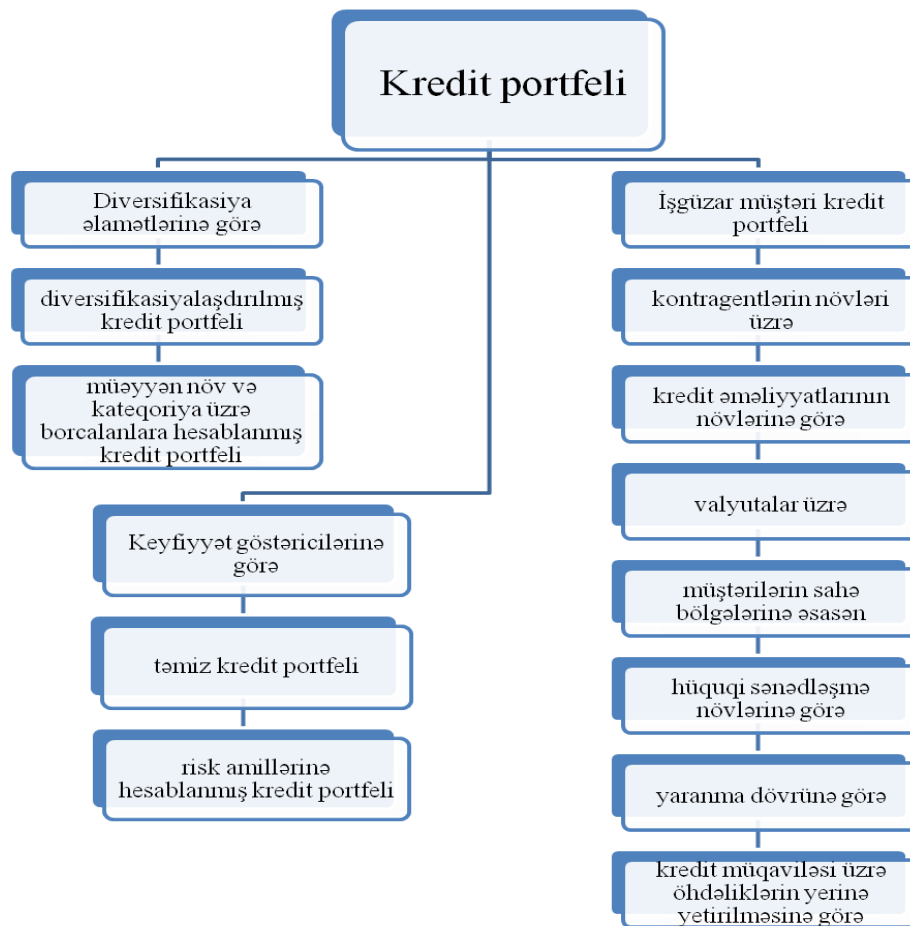 Kredit portfeli
Diversifikasiya
əlamətlərinə görə
diversifikasiyalaşdırılmış
kredit portfeli
müəyyən növ və
kateqoriya üzrə
borcalanlara hesablanmış
kredit portfeli
Keyfiyyət göstəricilərinə
görə
təmiz kredit portfeli
risk amillərinə
hesablanmış kredit portfeli
İşgüzar müştəri kredit
portfeli
kontragentlərin növləri
üzrə
kredit əməliyyatlarının
növlərinə görə
valyutalar üzrə
müştərilərin sahə
bölgələrinə əsasən
hüquqi sənədləşmə
növlərinə görə
yaranma dövrünə görə
kredit müqaviləsi üzrə
öhdəliklərin yerinə
yetirilməsinə görə